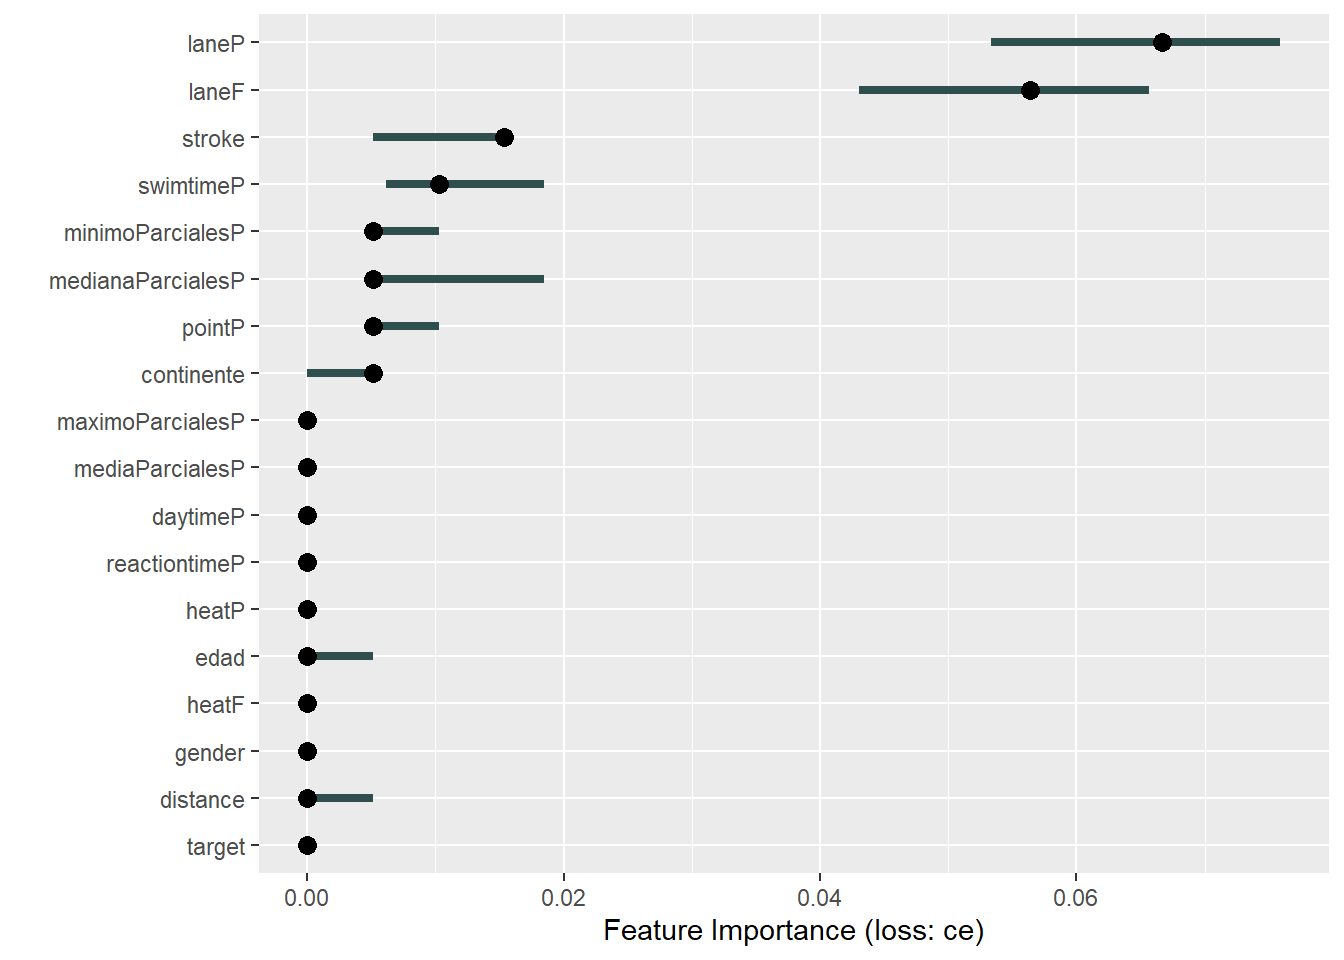 laneP
laneF
stroke
swimtimeP
minimoParcialesP
medianaParcialesP
pointP
continente
maximoParcialesP
mediaParcialesP
daytimeP
reactiontimeP
heatP
edad
heatF
gender
distance
target
0.00 0.02 0.04 0.06
Feature Importance (loss: ce)